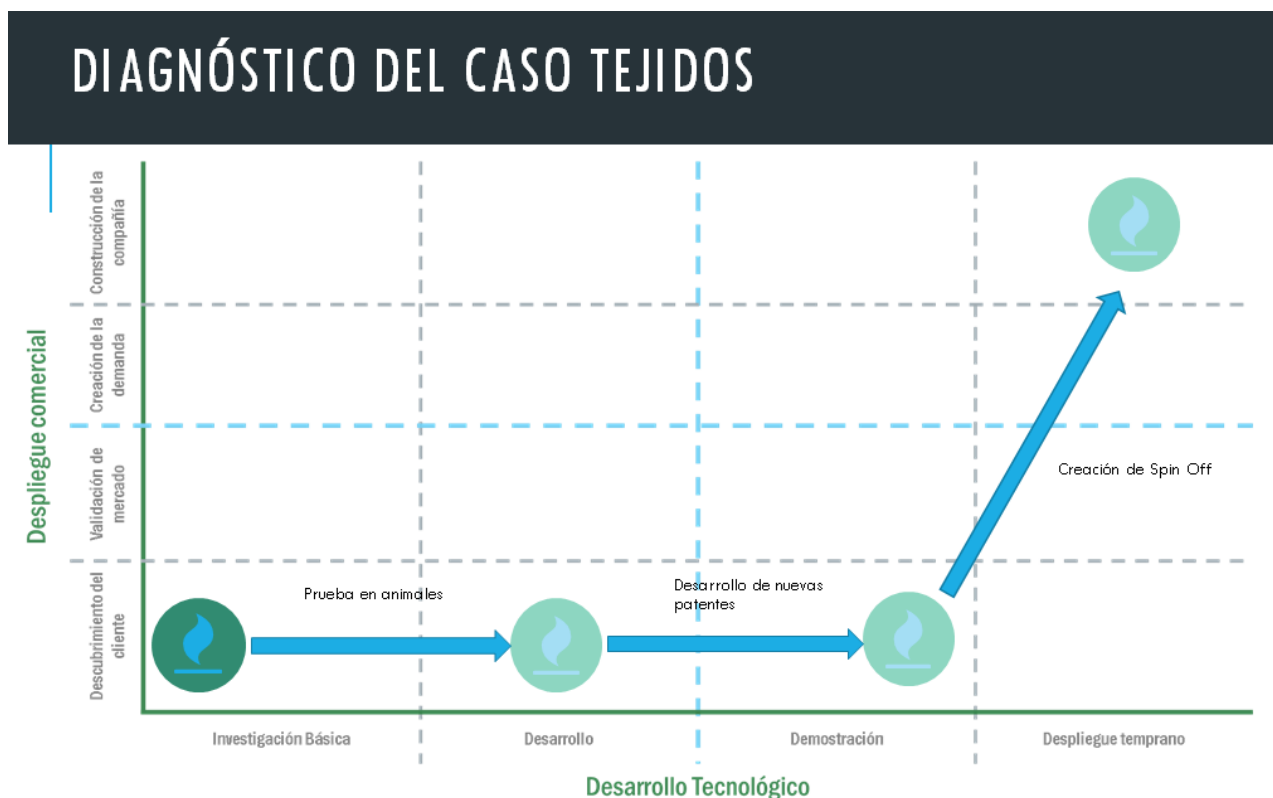 DIAGNÓSTICO DEL CASO TEJIDOS
Despliegue comercial
Construcción de la
compañía
Creación de la
demanda
Validación de
mercado
Descubrimiento del
cliente
Creación de Spin Off
Prueba en animales
Desarrollo de nuevas
patentes
Investigación Básica
Desarrollo
Demostración
Despliegue temprano
Desarrollo Tecnológico